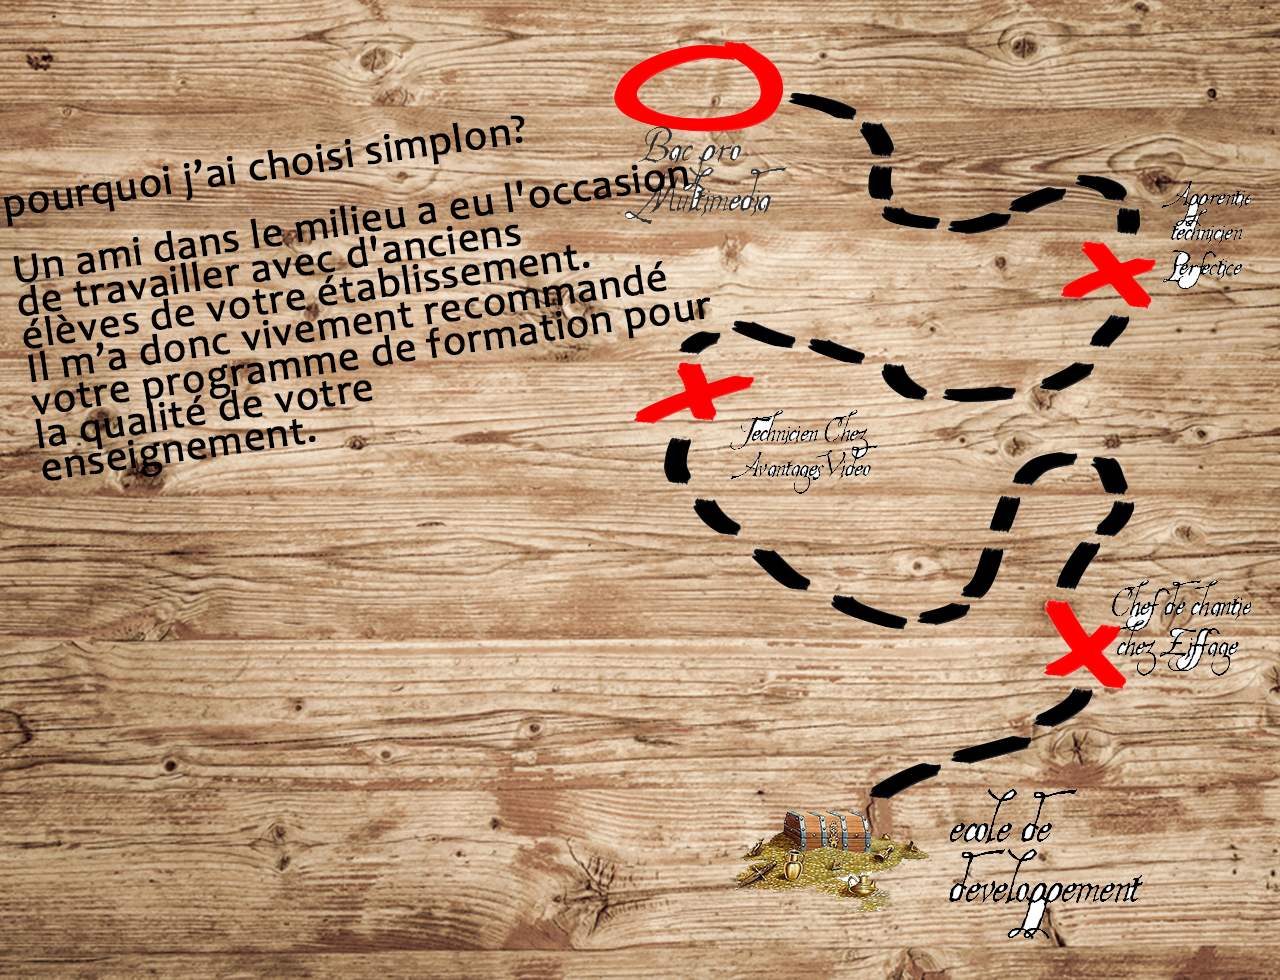 pourquoi j’ai choisi simplon?
Un ami dans le milieu a eu l'occasion
de travailler avec d'anciens
élèves de votre établissement.
Il m’a donc vivement recommandé
votre programme de formation pour
la qualité de votre
enseignement.
Bac pro
Multimedia
Apprentie
technicien
Perfectice
Technicien Chez
AvantagesVideo
Chef de chantie
chez Eiffage
ecole de
developpement